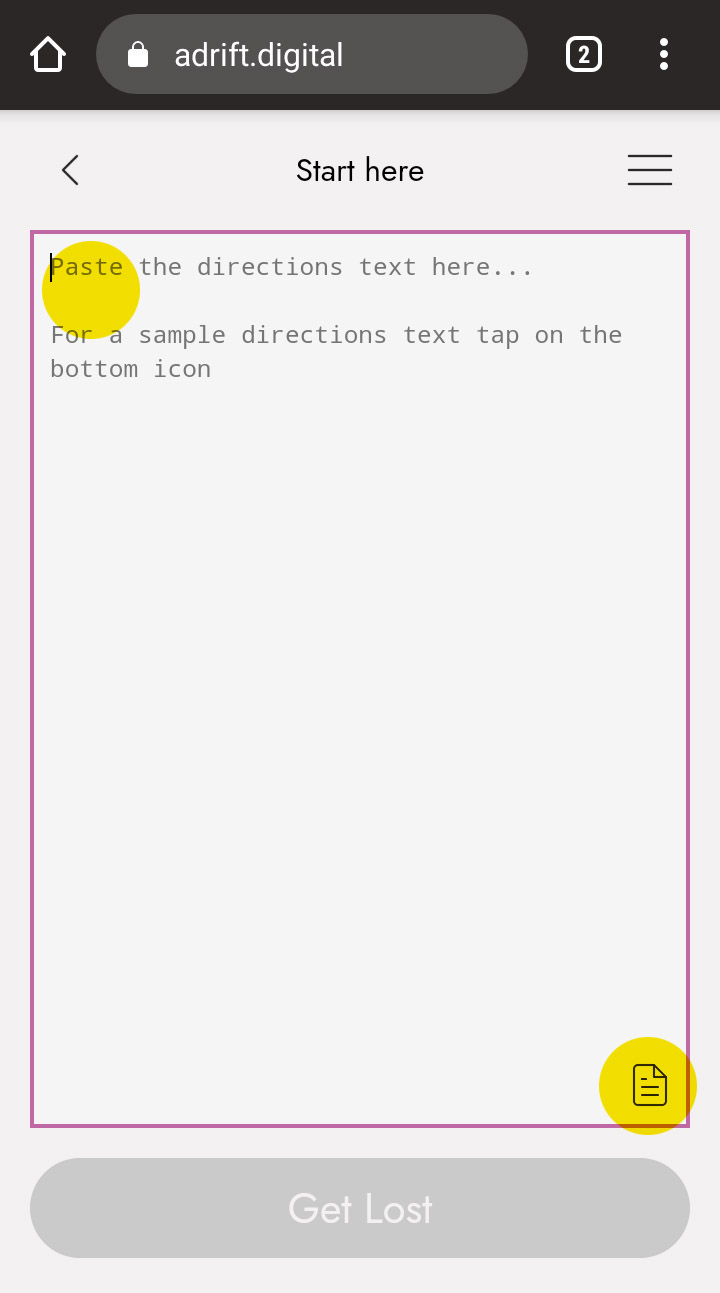 adrift.digital
2
Start here
Paste the directions text here...
For a sample directions text tap on the
bottom icon
Get Lost